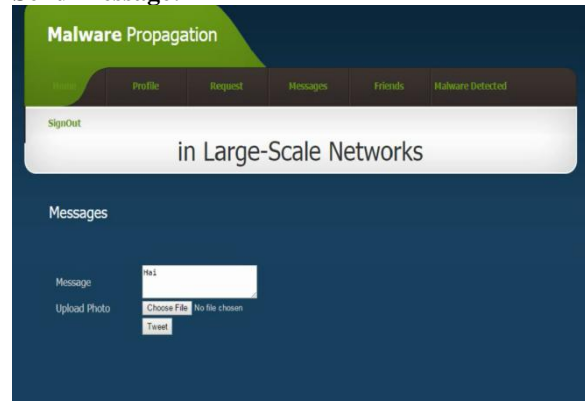 Malware Propagation
Home Profile Request Messages Friends Malware Detected
SignOut
in Large-Scale Networks
Messages
Message Hai
Upload Photo Choose File No file chosen
Tweet